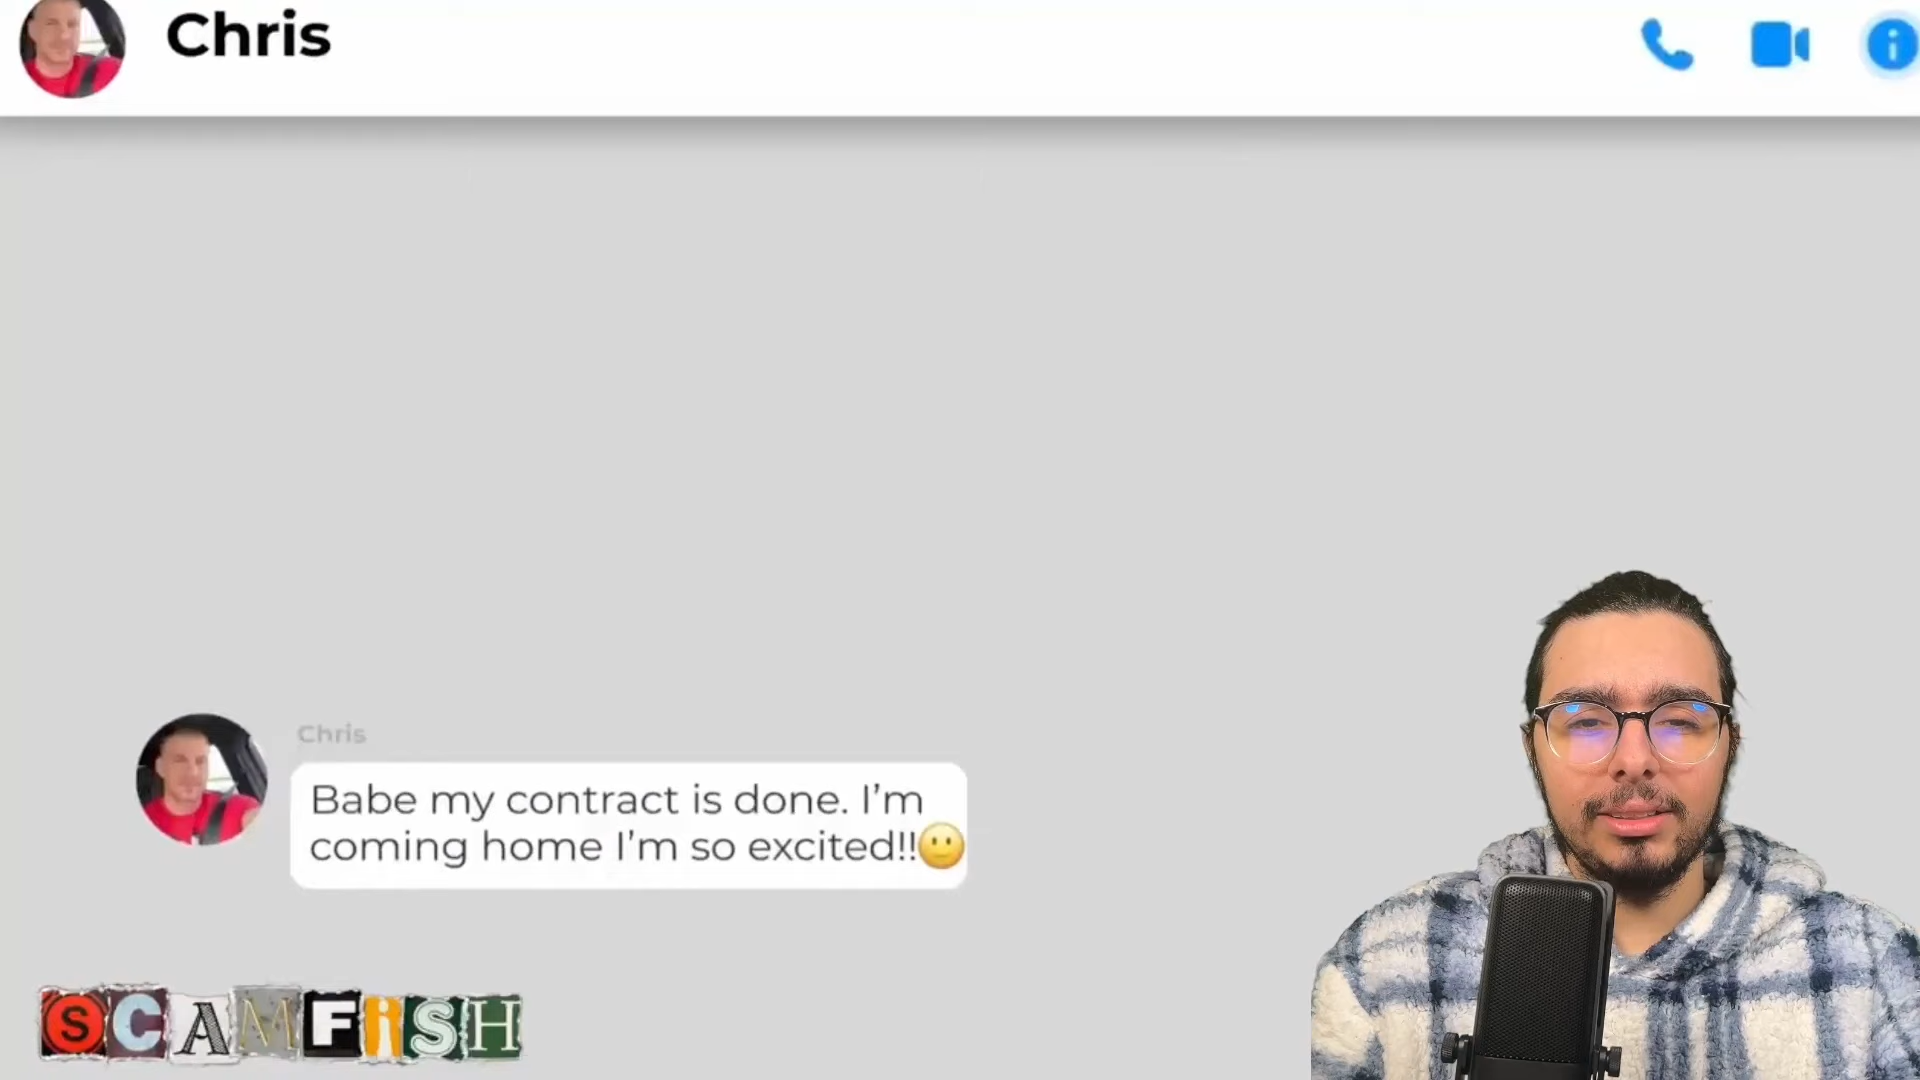 Chris
Chris
Babe my contract is done. I'm
coming home I'm so excited!!🙂
SCAMFiSH